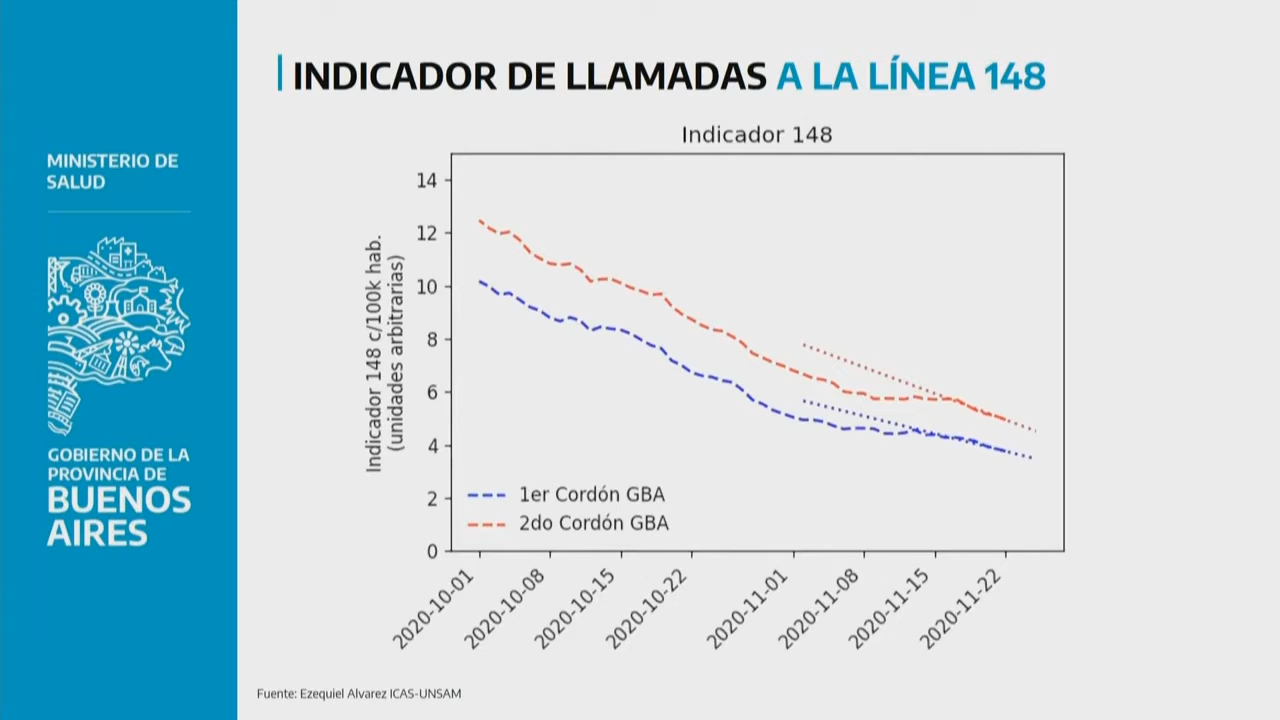 INDICADOR DE LLAMADAS A LA LÍNEA 148
MINISTERIO DE
SALUD
GOBIERNO DE LA
PROVINCIA DE
BUENOS
AIRES
Indicador 148
Indicador 148 c/100k hab.
(unidades arbitrarias)
14
12
10
8
6
4
2
0
1er Cordón GBA
2do Cordón GBA
2020-10-01
2020-10-08
2020-10-15
2020-10-22
2020-11-01
2020-11-08
2020-11-15
2020-11-22
Fuente: Ezequiel Alvarez ICAS-UNSAM